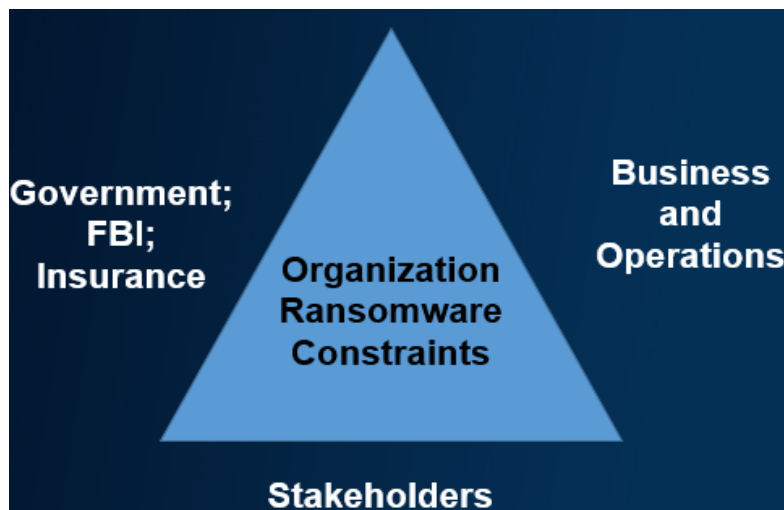 Government;
FBI;
Insurance
Business
and
Operations
Organization
Ransomware
Constraints
Stakeholders